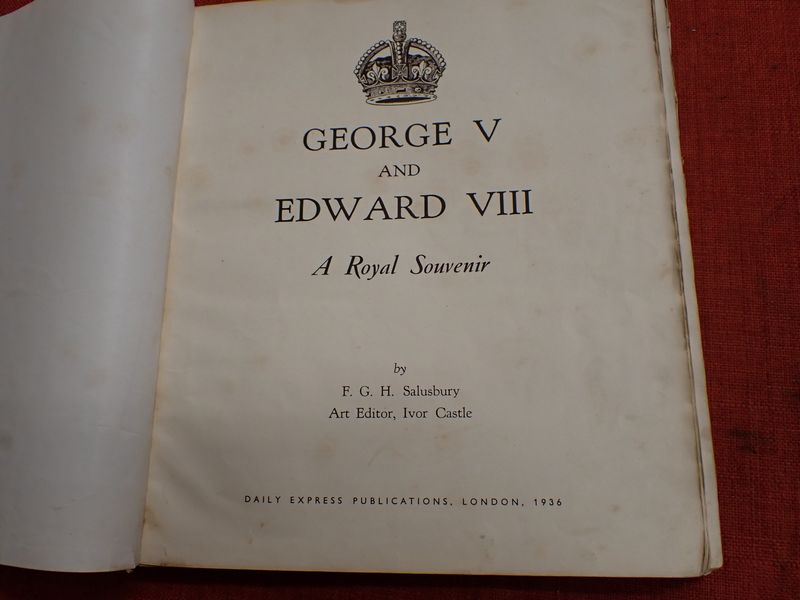 GEORGE V
AND
EDWARD VIII
A Royal Souvenir
by
F. G. H. Salusbury
Art Editor, Ivor Castle
DAILY EXPRESS PUBLICATIONS, LONDON, 1936